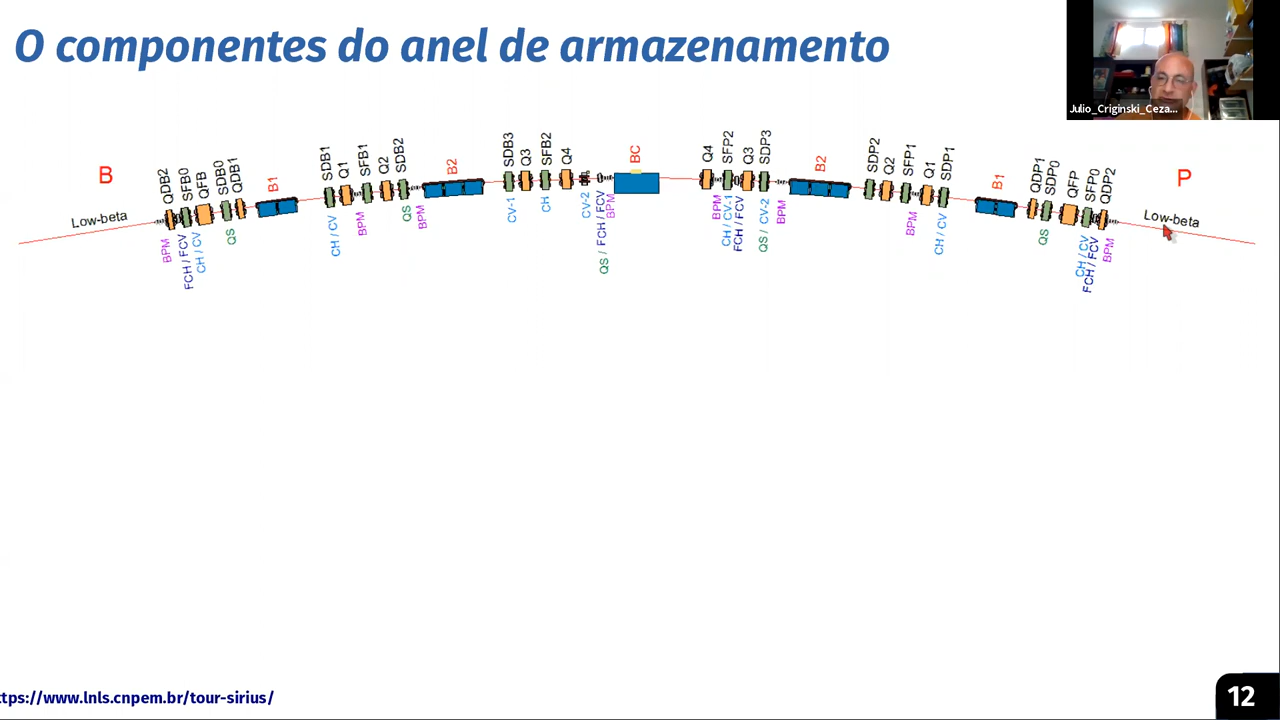 O componentes do anel de armazenamento
Julio_Criginski_Ceza...
B
Low-beta
QDB2
SFB0
QFB
SDB0
QDB1
B1
SDB1
Q1
SFB1
Q2
SDB2
B2
SDB3
Q3
SFB2
Q4
BC
Q4
SFP2
Q3
SDP3
B2
SDP2
Q2
SFP1
Q1
SDP1
B1
QDP1
SDP0
QFP
SFP0
QDP2
P
Low-beta
BPM
FCH / FCV
CH / CV
QS
CH / CV
BPM
QS
BPM
CV-1
CH
CV-2
QS / FCH / FCV
BPM
BPM
CH / CV-1
FCH / FCV
QS / CV-2
BPM
BPM
CH / CV
QS
CH / CV
FCH / FCV
BPM
ttps://www.lnls.cnpem.br/tour-sirius/
12